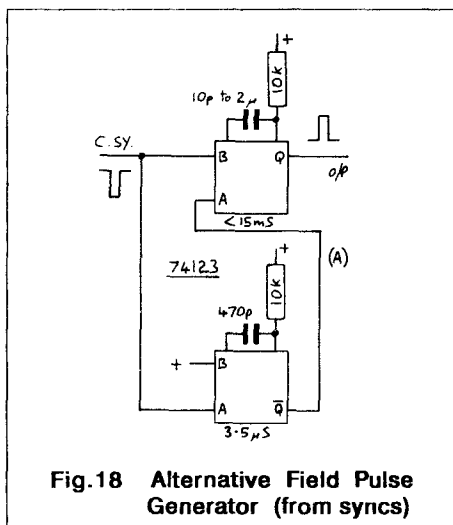 +
10k
10p to 2µ
C.SY.
B
Q
o/p
A
<15mS
(A)
74123
+
10k
470p
+
B
A
Q̅
3·5µS
Fig.18 Alternative Field Pulse
Generator (from syncs)